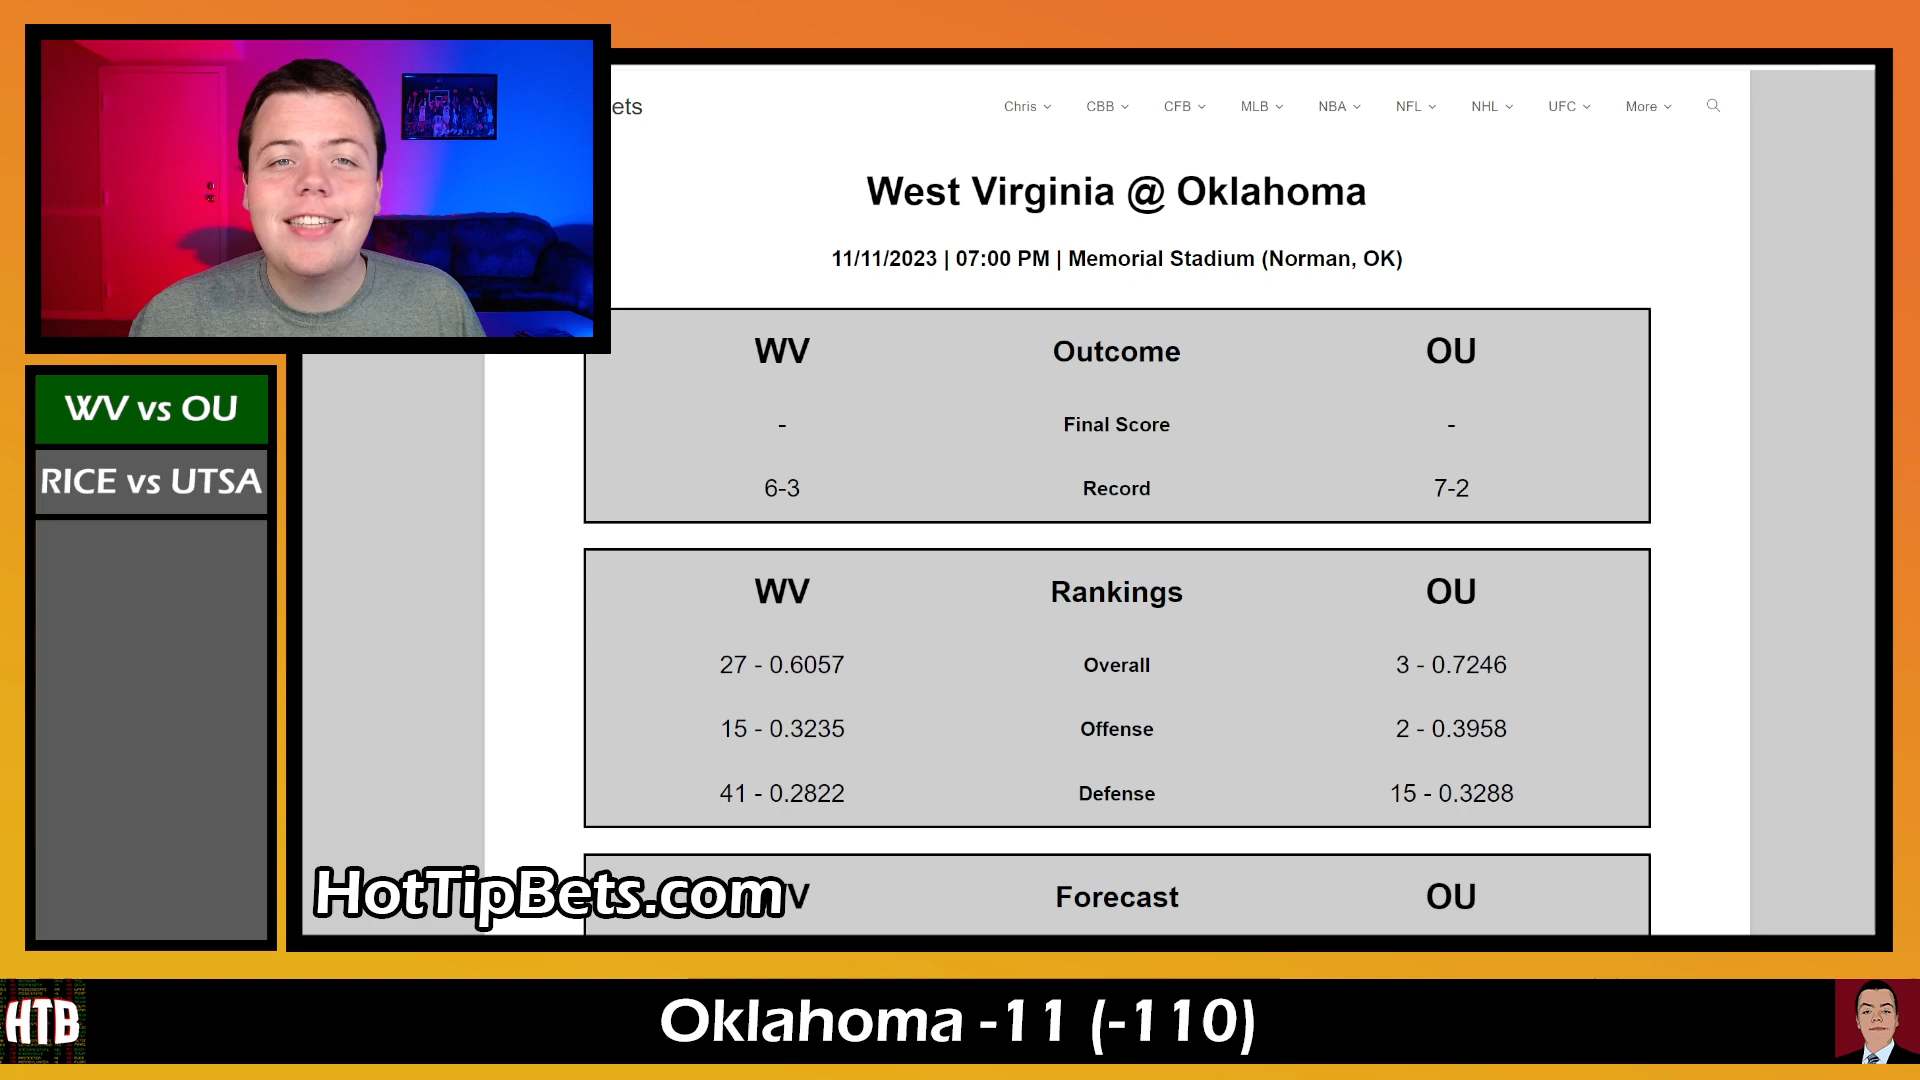 ets
Chris CBB CFB MLB NBA NFL NHL UFC More
West Virginia @ Oklahoma
11/11/2023 | 07:00 PM | Memorial Stadium (Norman, OK)
WV Outcome OU
- Final Score -
6-3 Record 7-2
WV vs OU
RICE vs UTSA
WV Rankings OU
27 - 0.6057 Overall 3 - 0.7246
15 - 0.3235 Offense 2 - 0.3958
41 - 0.2822 Defense 15 - 0.3288
HotTipBets.com
V Forecast OU
HTB
Oklahoma -11 (-110)